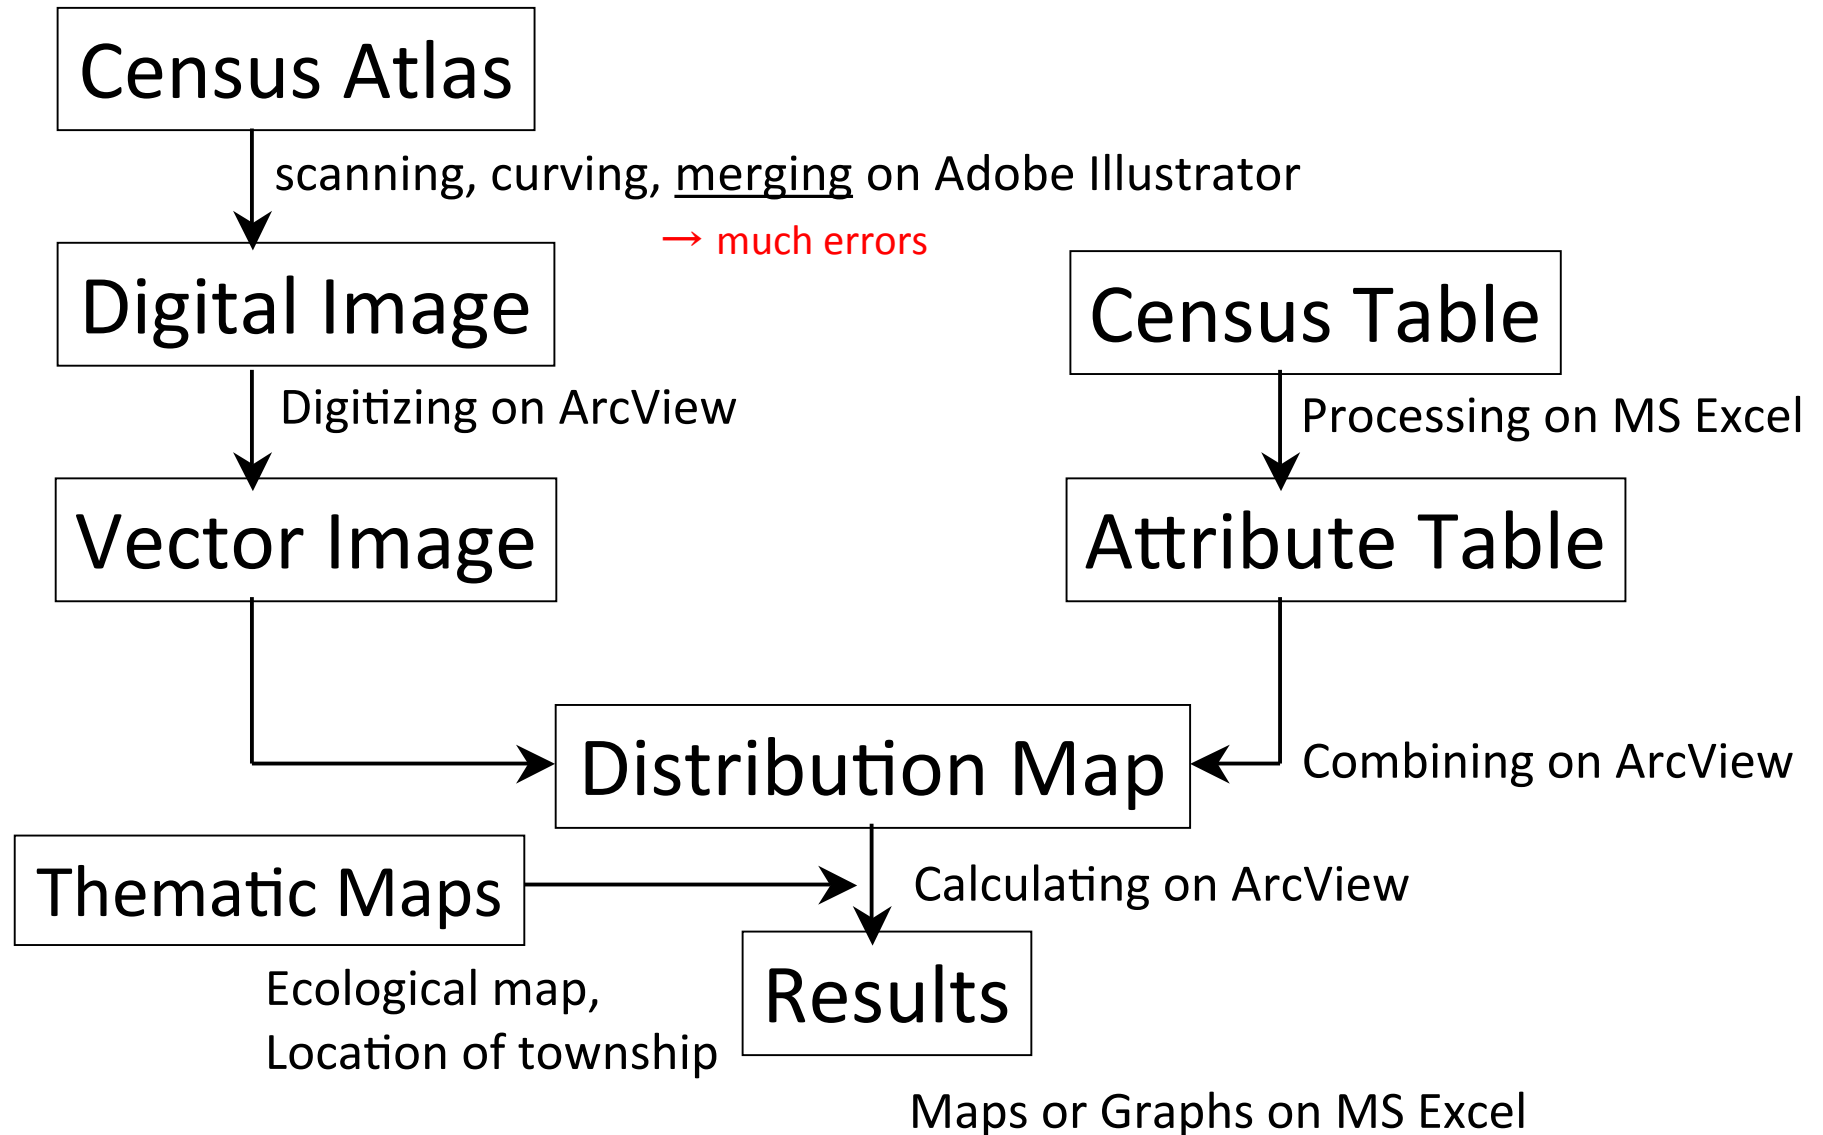 Census Atlas
scanning, curving, merging on Adobe Illustrator
→ much errors
Digital Image
Census Table
Digitizing on ArcView
Processing on MS Excel
Vector Image
Attribute Table
Distribution Map
Combining on ArcView
Thematic Maps
Calculating on ArcView
Ecological map,
Location of township
Results
Maps or Graphs on MS Excel